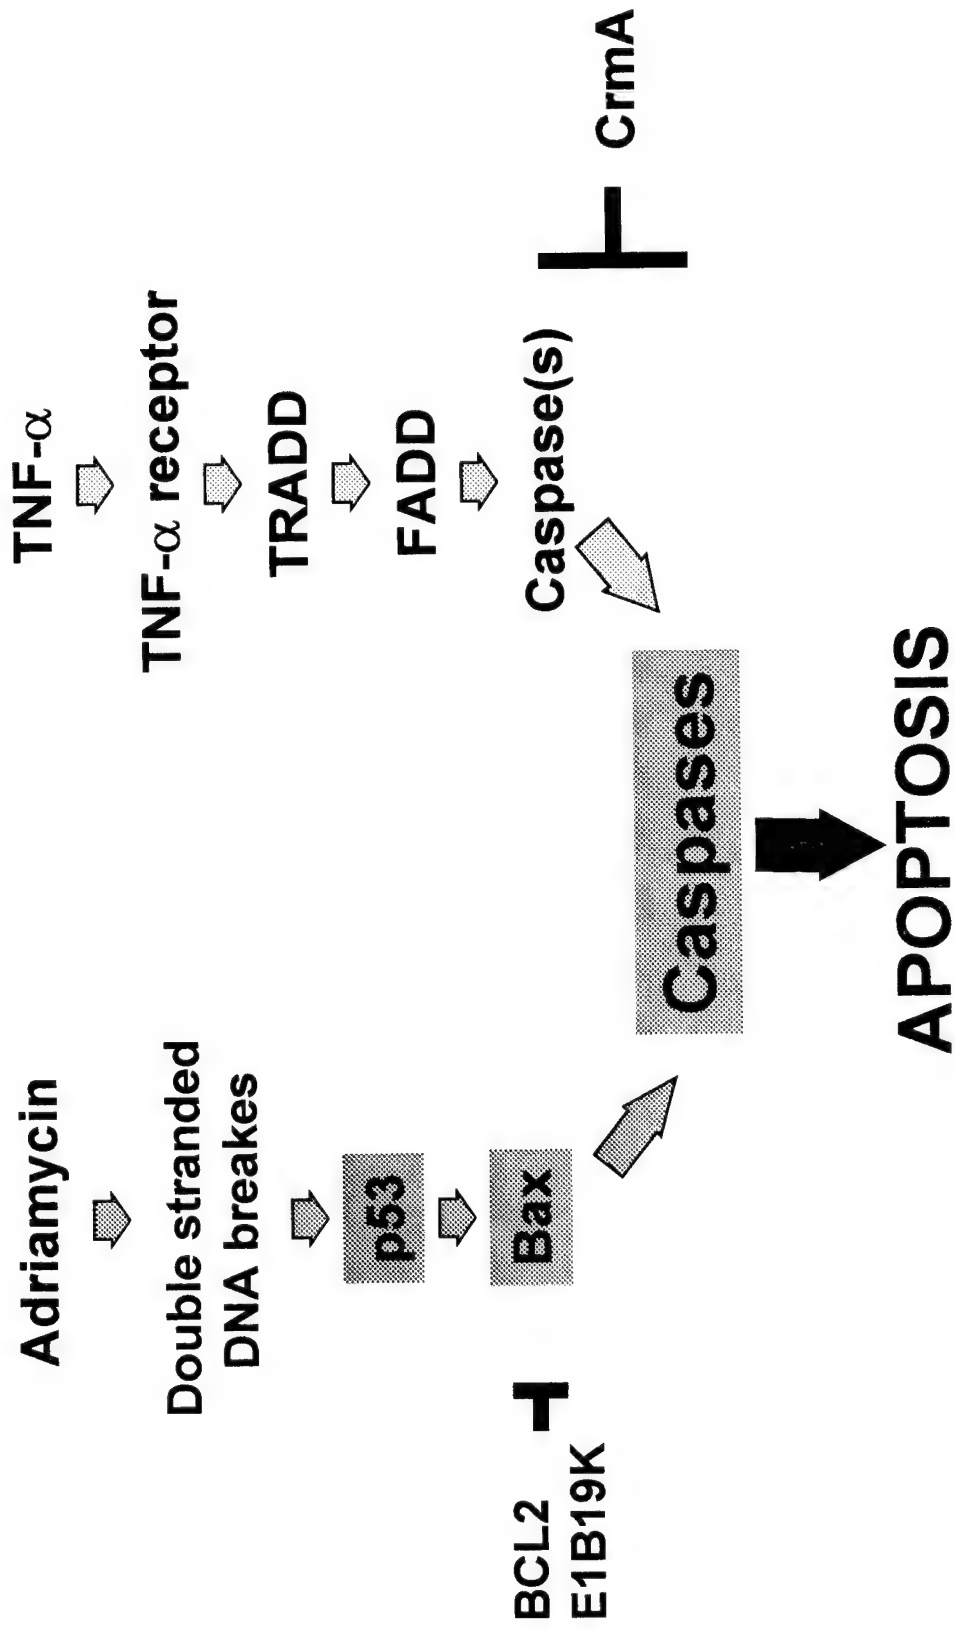 Adriamycin
Double stranded
DNA breakes
p53
Bax
BCL2
E1B19K
TNF-α
TNF-α receptor
TRADD
FADD
Caspase(s)
CrmA
Caspases
APOPTOSIS